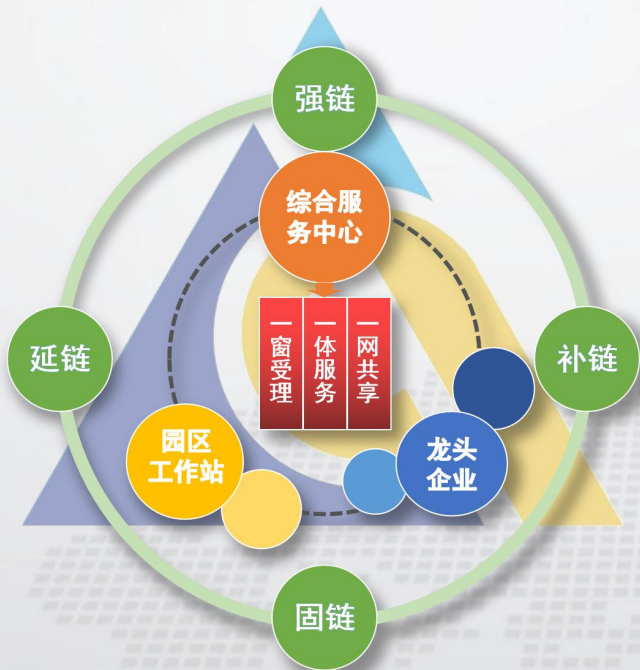 强链
综合服
务中心
一窗受理
一体服务
一网共享
延链
补链
园区
工作站
龙头
企业
固链